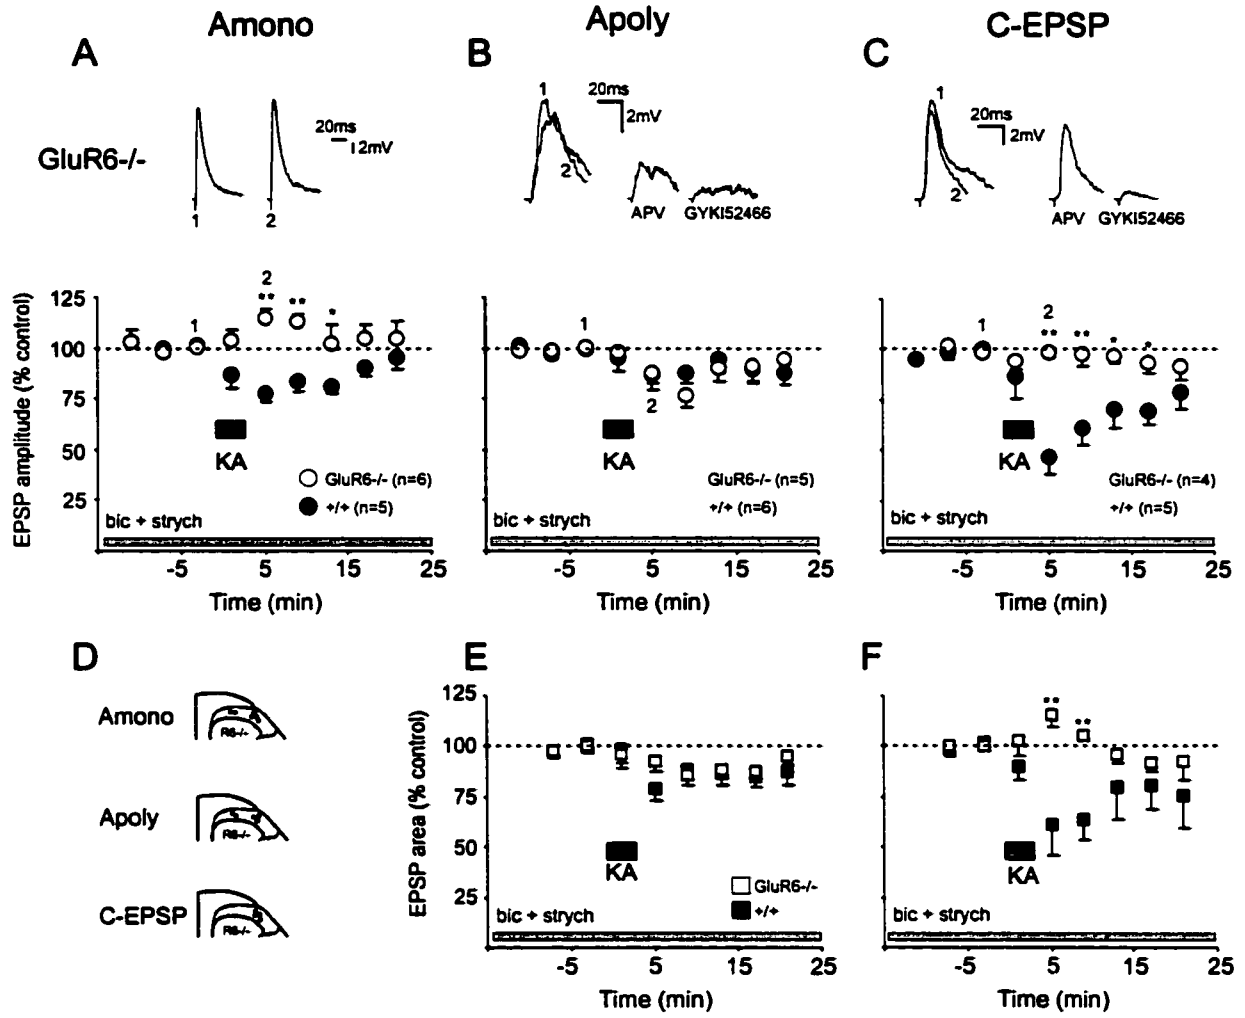 Amono
Apoly
C-EPSP
A
B
C
GluR6-/-
1
2
20ms
2mV
1
2
20ms
2mV
APV
GYKI52466
1
2
20ms
2mV
APV
GYKI52466
EPSP amplitude (% control)
125
100
75
50
25
1
2
**
**
*
KA
GluR6-/- (n=6)
+/+ (n=5)
bic + strych
-5
5
15
25
Time (min)
1
2
KA
GluR6-/- (n=5)
+/+ (n=6)
bic + strych
-5
5
15
25
Time (min)
1
2
**
**
*
*
KA
GluR6-/- (n=4)
+/+ (n=5)
bic + strych
-5
5
15
25
Time (min)
D
Amono
R6-/-
Apoly
R6-/-
C-EPSP
R6-/-
E
EPSP area (% control)
125
100
75
50
25
KA
GluR6-/-
+/+
bic + strych
-5
5
15
25
Time (min)
F
**
**
KA
bic + strych
-5
5
15
25
Time (min)